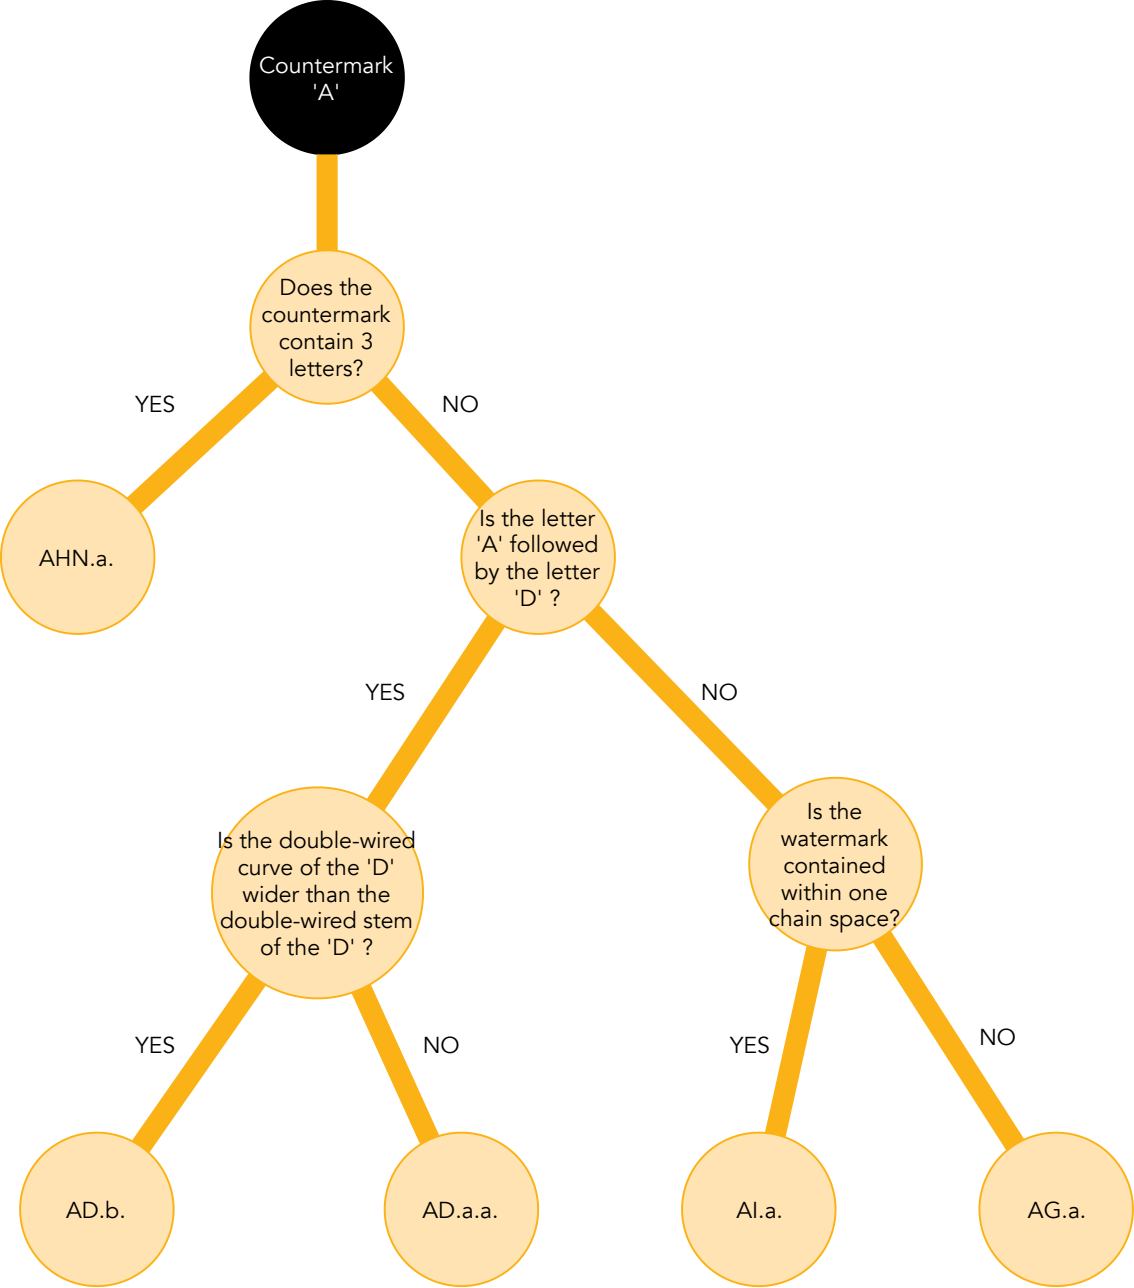 Countermark
'A'
Does the
countermark
contain 3
letters?
YES
NO
AHN.a.
Is the letter
'A' followed
by the letter
'D' ?
YES
NO
Is the double-wired
curve of the 'D'
wider than the
double-wired stem
of the 'D' ?
Is the
watermark
contained
within one
chain space?
YES
NO
YES
NO
AD.b.
AD.a.a.
AI.a.
AG.a.